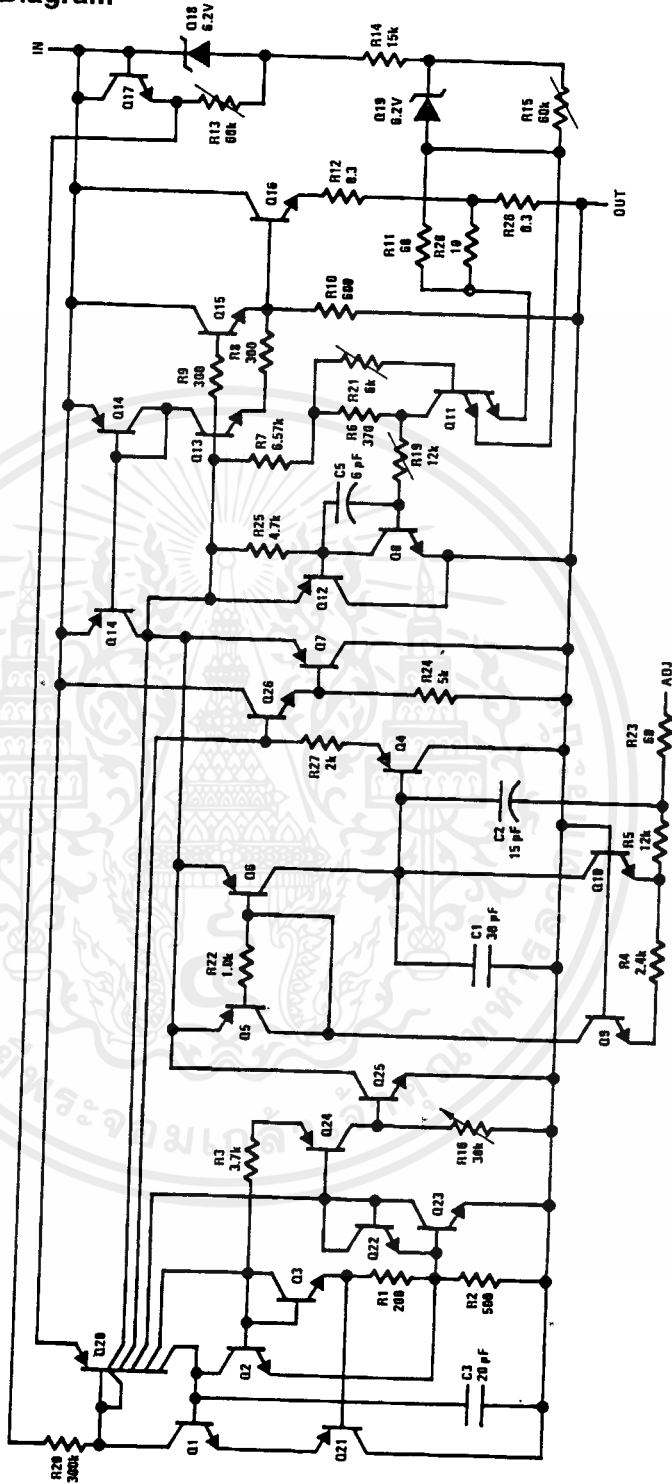 Diagram
IN
Q18
6.2V
Q17
R13
60k
R14
15k
Q19
6.2V
R15
60k
Q16
R12
0.3
R11
68
R26
10
R28
0.3
OUT
Q15
R10
600
R9
300
R8
300
Q14
Q13
R7
6.57k
R21
6k
R6
370
Q11
R19
12k
C5
6 pF
R25
4.7k
Q12
Q8
Q14
Q7
Q26
R24
5k
R27
2k
Q4
C2
15 pF
R23
60
ADJ
Q6
R22
1.0k
Q5
C1
30 pF
Q10
R5
12k
Q9
R4
2.4k
Q25
Q24
R3
3.7k
R16
30k
Q22
Q23
Q3
R1
200
R2
500
Q20
Q2
C3
20 pF
Q1
Q21
R20
300k